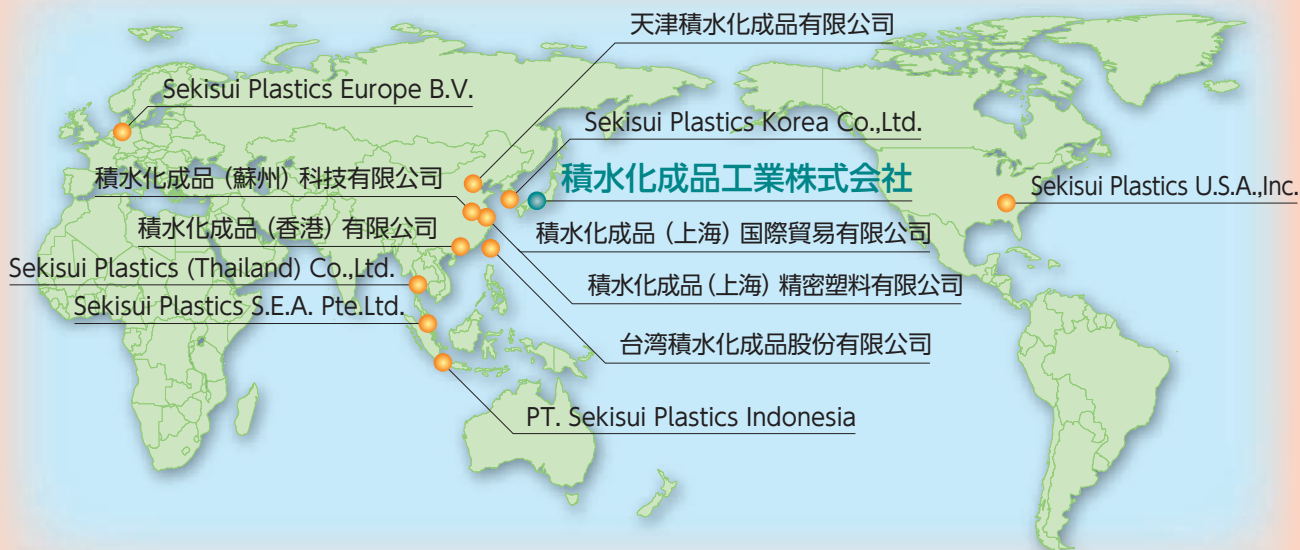 天津積水化成品有限公司
Sekisui Plastics Europe B.V.
Sekisui Plastics Korea Co.,Ltd.
積水化成品（蘇州）科技有限公司
積水化成品工業株式会社
Sekisui Plastics U.S.A.,Inc.
積水化成品（香港）有限公司
積水化成品（上海）国際貿易有限公司
Sekisui Plastics (Thailand) Co.,Ltd.
積水化成品（上海）精密塑料有限公司
Sekisui Plastics S.E.A. Pte.Ltd.
台湾積水化成品股份有限公司
PT. Sekisui Plastics Indonesia